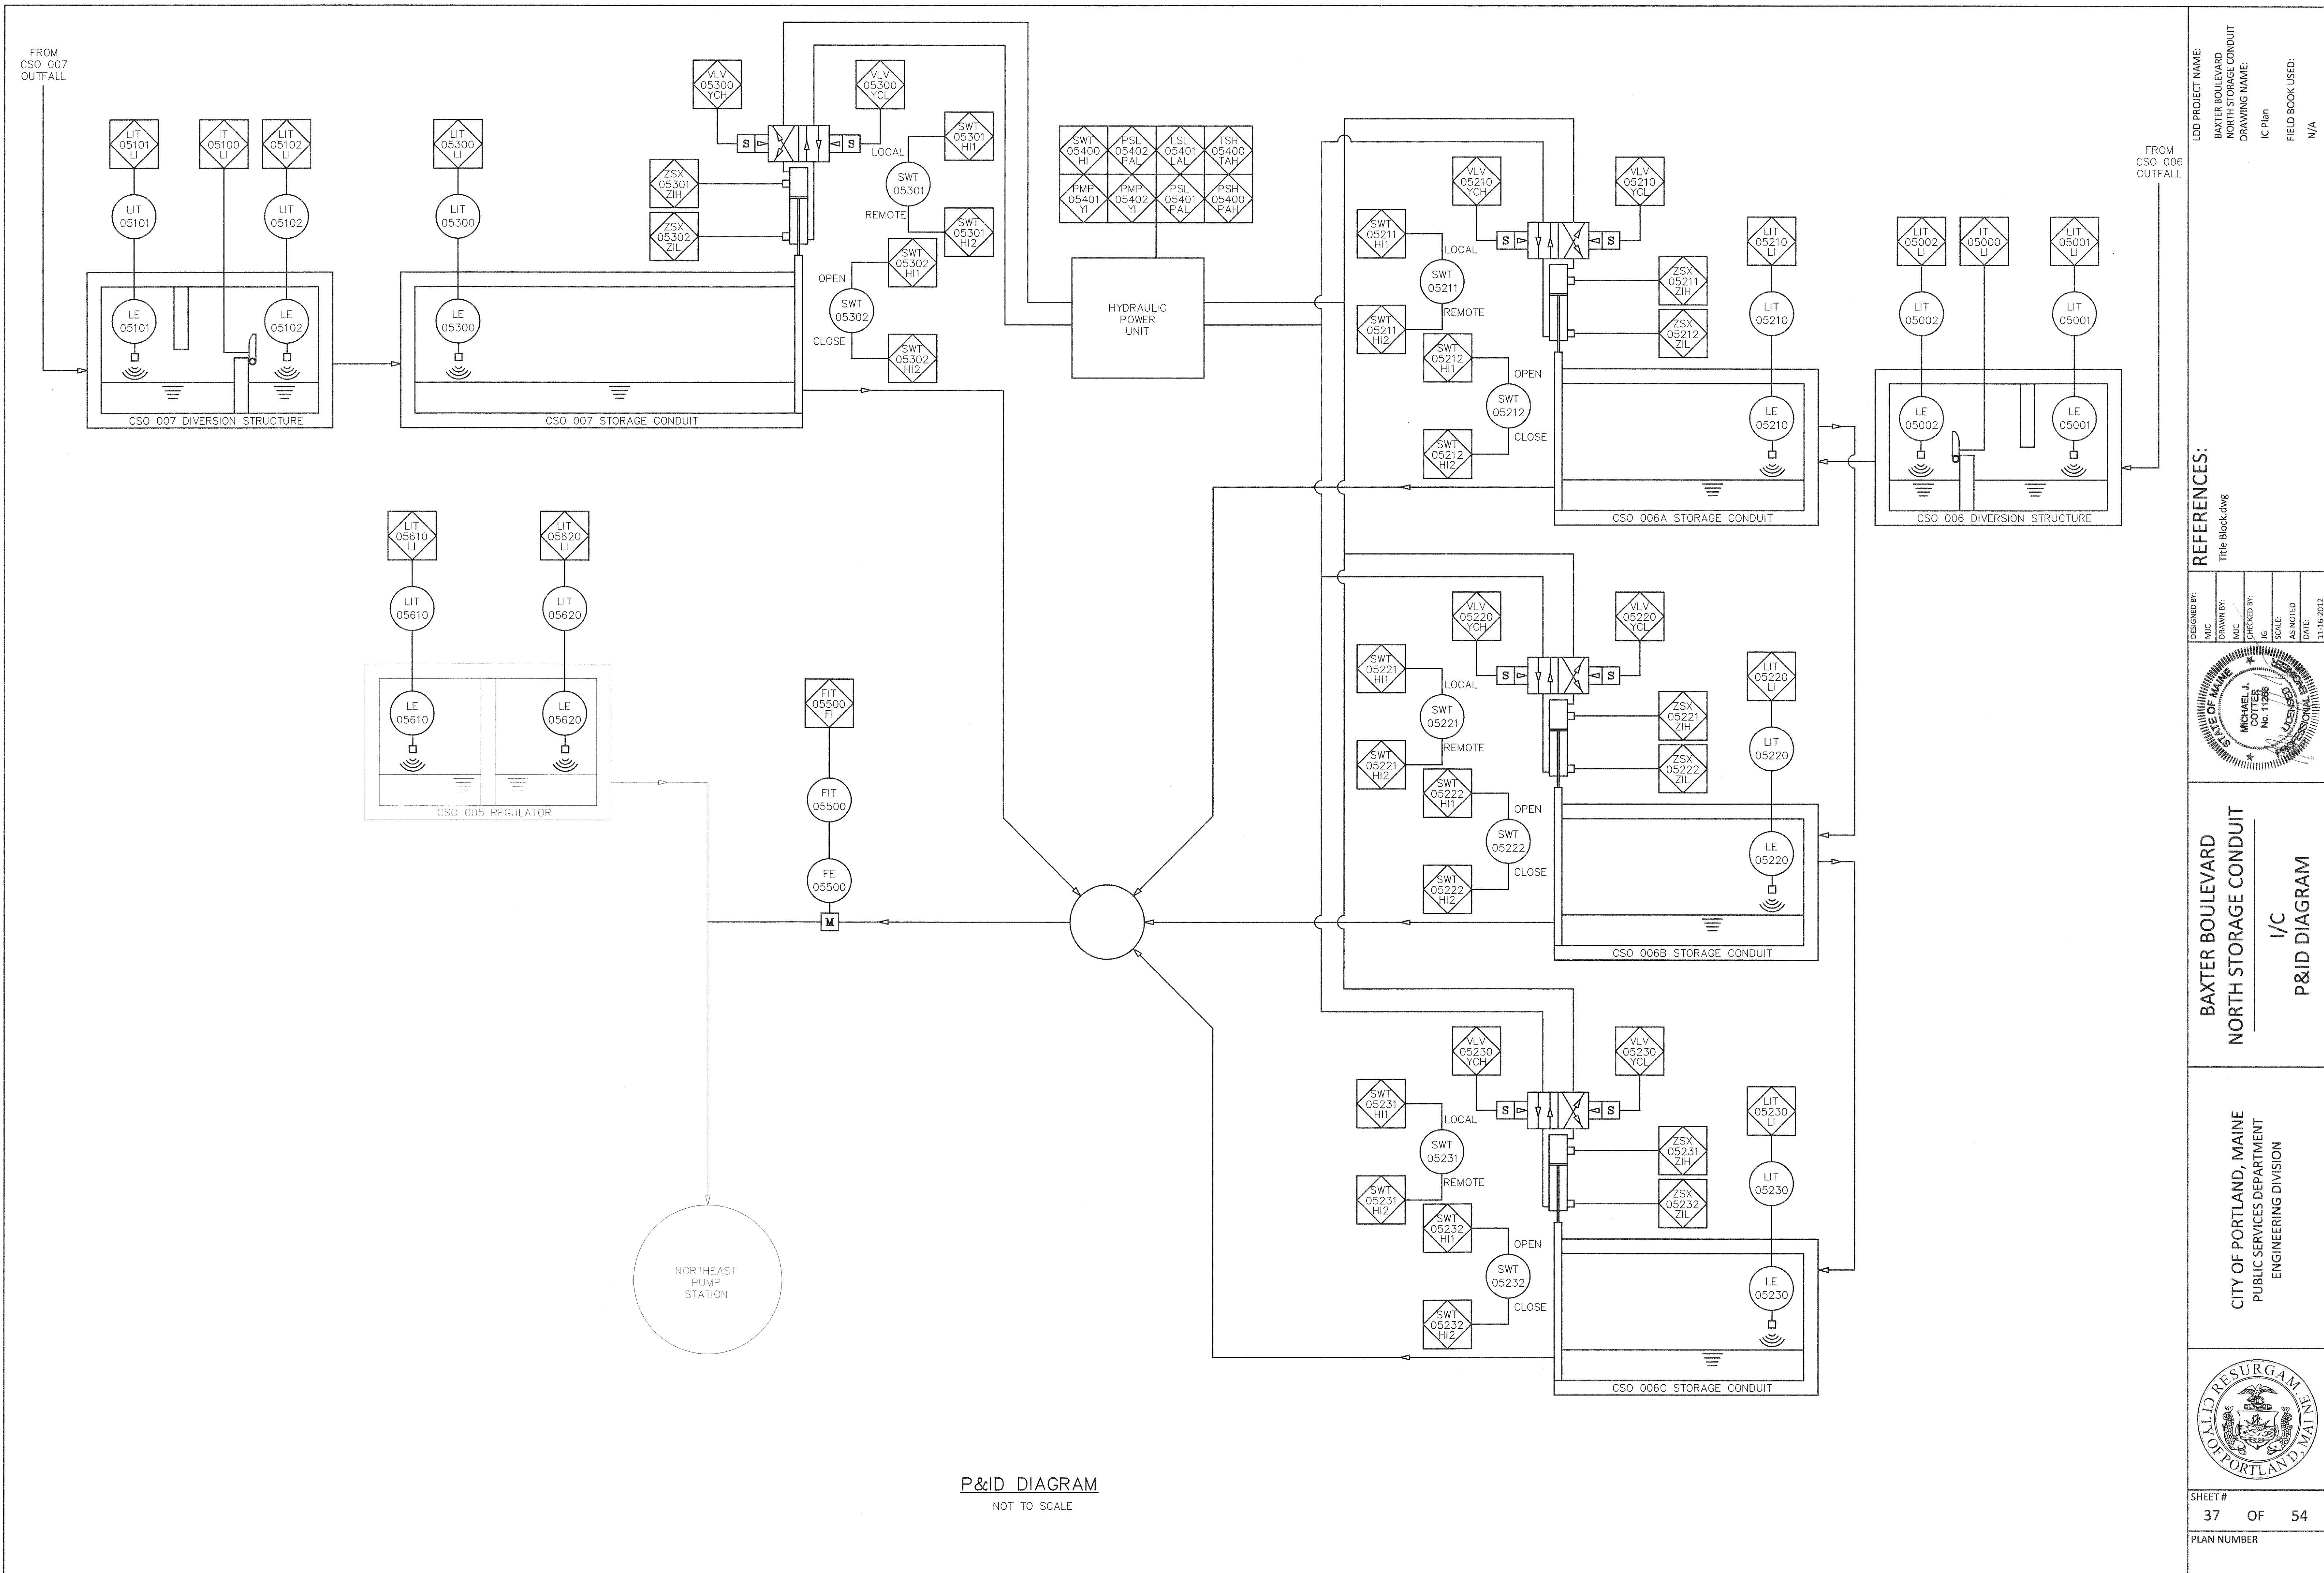 FROM
CSO 007
OUTFALL
LIT
05101
LI
IT
05100
LI
LIT
05102
LI
LIT
05101
LIT
05102
LE
05101
LE
05102
CSO 007 DIVERSION STRUCTURE
LIT
05300
LI
LIT
05300
LE
05300
CSO 007 STORAGE CONDUIT
VLV
05300
YCH
VLV
05300
YCL
S
S
ZSX
05301
ZIH
ZSX
05302
ZIL
SWT
05301
HI1
LOCAL
SWT
05301
REMOTE
SWT
05301
HI2
SWT
05302
HI1
OPEN
SWT
05302
CLOSE
SWT
05302
HI2
SWT
05400
HI
PSL
05402
PAL
LSL
05401
LAL
TSH
05400
TAH
PMP
05401
YI
PMP
05402
YI
PSL
05401
PAL
PSH
05400
PAH
HYDRAULIC
POWER
UNIT
VLV
05210
YCH
VLV
05210
YCL
S
S
SWT
05211
HI1
LOCAL
SWT
05211
REMOTE
SWT
05211
HI2
SWT
05212
HI1
OPEN
SWT
05212
CLOSE
SWT
05212
HI2
ZSX
05211
ZIH
ZSX
05212
ZIL
LIT
05210
LI
LIT
05210
LE
05210
CSO 006A STORAGE CONDUIT
FROM
CSO 006
OUTFALL
LIT
05002
LI
IT
05000
LI
LIT
05001
LI
LIT
05002
LIT
05001
LE
05002
LE
05001
CSO 006 DIVERSION STRUCTURE
LIT
05610
LI
LIT
05620
LI
LIT
05610
LIT
05620
LE
05610
LE
05620
CSO 005 REGULATOR
FIT
05500
FI
FIT
05500
FE
05500
M
VLV
05220
YCH
VLV
05220
YCL
S
S
SWT
05221
HI1
LOCAL
SWT
05221
REMOTE
SWT
05221
HI2
SWT
05222
HI1
OPEN
SWT
05222
CLOSE
SWT
05222
HI2
ZSX
05221
ZIH
ZSX
05222
ZIL
LIT
05220
LI
LIT
05220
LE
05220
CSO 006B STORAGE CONDUIT
VLV
05230
YCH
VLV
05230
YCL
S
S
SWT
05231
HI1
LOCAL
SWT
05231
REMOTE
SWT
05231
HI2
SWT
05232
HI1
OPEN
SWT
05232
CLOSE
SWT
05232
HI2
ZSX
05231
ZIH
ZSX
05232
ZIL
LIT
05230
LI
LIT
05230
LE
05230
CSO 006C STORAGE CONDUIT
NORTHEAST
PUMP
STATION
P&ID DIAGRAM
NOT TO SCALE
REFERENCES:
Title Block.dwg
LDD PROJECT NAME:
BAXTER BOULEVARD
NORTH STORAGE CONDUIT
DRAWING NAME:
IC Plan
FIELD BOOK USED:
N/A
DESIGNED BY:
MJC
DRAWN BY:
MJC
CHECKED BY:
JG
SCALE:
AS NOTED
DATE:
11-16-2012
STATE OF MAINE
MICHAEL J.
COTTER
No. 11268
LICENSED
PROFESSIONAL ENGINEER
BAXTER BOULEVARD
NORTH STORAGE CONDUIT
I/C
P&ID DIAGRAM
CITY OF PORTLAND, MAINE
PUBLIC SERVICES DEPARTMENT
ENGINEERING DIVISION
RESURGAM.
CITY OF PORTLAND, MAINE
SHEET #
37 OF 54
PLAN NUMBER